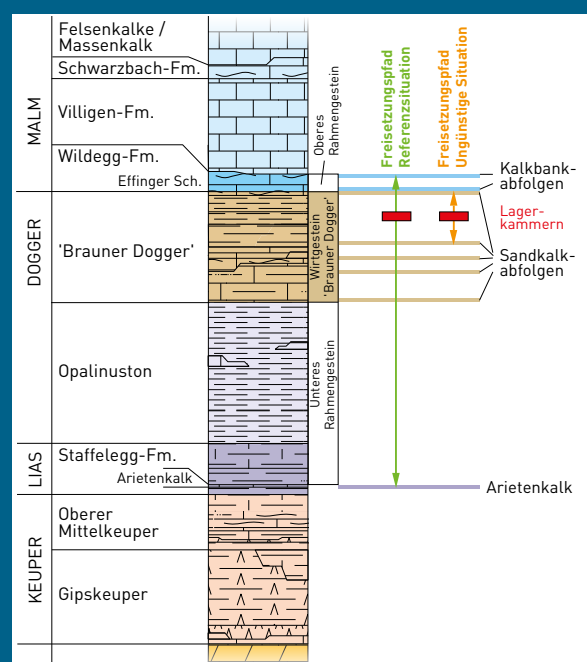 MALM
Felsenkalke /
Massenkalk
Schwarzbach-Fm.
Villigen-Fm.
Wildegg-Fm.
Effinger Sch.
DOGGER
'Brauner Dogger'
Opalinuston
LIAS
Staffelegg-Fm.
Arietenkalk
KEUPER
Oberer
Mittelkeuper
Gipskeuper
Oberes
Rahmengestein
Wirtgestein
'Brauner Dogger'
Unteres
Rahmengestein
Freisetzungspfad
Referenzsituation
Freisetzungspfad
Ungünstige Situation
Kalkbank-
abfolgen
Lager-
kammern
Sandkalk-
abfolgen
Arietenkalk